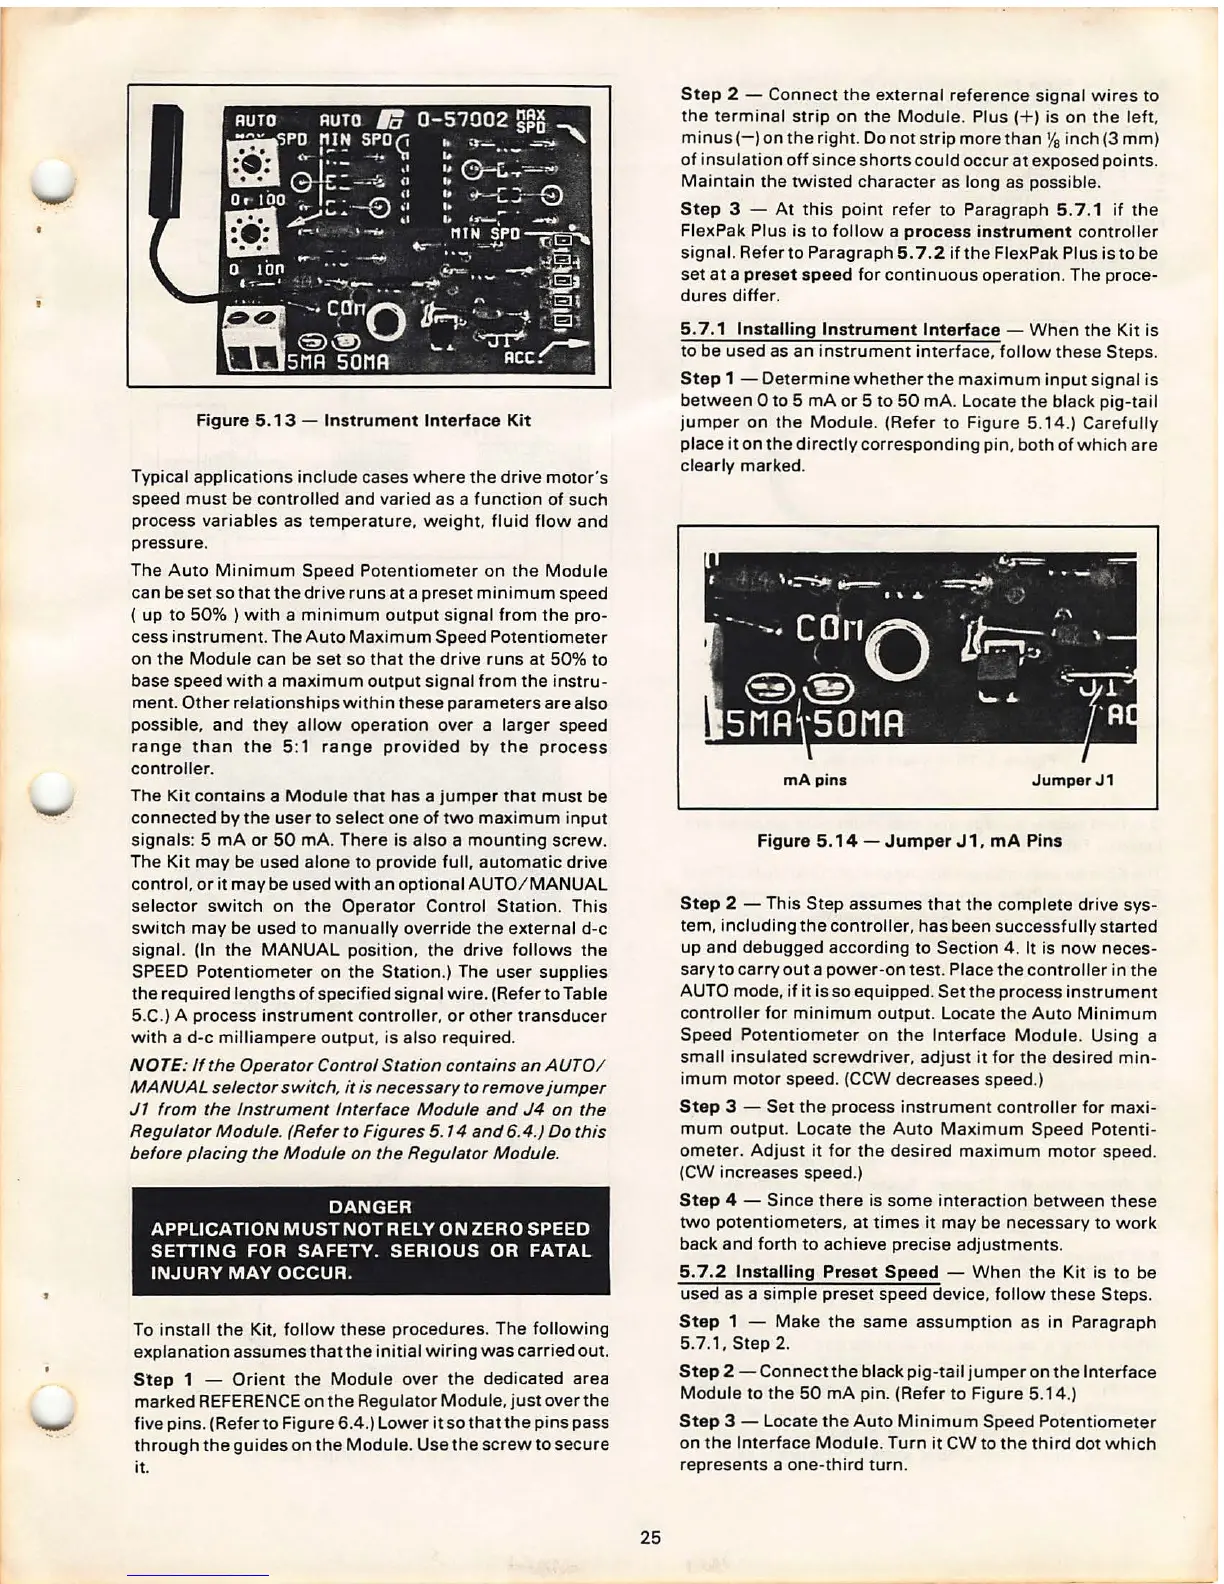 AUTO AUTO 0-57002 MAX
SPD
SPD MIN SPD
0 100
MIN SPD
0 100
COM
5MA 50MA ACC.
Figure 5.13 — Instrument Interface Kit
Typical applications include cases where the drive motor's
speed must be controlled and varied as a function of such
process variables as temperature, weight, fluid flow and
pressure.
The Auto Minimum Speed Potentiometer on the Module
can be set so that the drive runs at a preset minimum speed
( up to 50% ) with a minimum output signal from the pro-
cess instrument. The Auto Maximum Speed Potentiometer
on the Module can be set so that the drive runs at 50% to
base speed with a maximum output signal from the instru-
ment. Other relationships within these parameters are also
possible, and they allow operation over a larger speed
range than the 5:1 range provided by the process
controller.
The Kit contains a Module that has a jumper that must be
connected by the user to select one of two maximum input
signals: 5 mA or 50 mA. There is also a mounting screw.
The Kit may be used alone to provide full, automatic drive
control, or it may be used with an optional AUTO/MANUAL
selector switch on the Operator Control Station. This
switch may be used to manually override the external d-c
signal. (In the MANUAL position, the drive follows the
SPEED Potentiometer on the Station.) The user supplies
the required lengths of specified signal wire. (Refer to Table
5.C.) A process instrument controller, or other transducer
with a d-c milliampere output, is also required.
NOTE: If the Operator Control Station contains an AUTO/
MANUAL selector switch, it is necessary to remove jumper
J1 from the Instrument Interface Module and J4 on the
Regulator Module. (Refer to Figures 5.14 and 6.4.) Do this
before placing the Module on the Regulator Module.
DANGER
APPLICATION MUST NOT RELY ON ZERO SPEED
SETTING FOR SAFETY. SERIOUS OR FATAL
INJURY MAY OCCUR.
To install the Kit, follow these procedures. The following
explanation assumes that the initial wiring was carried out.
Step 1 — Orient the Module over the dedicated area
marked REFERENCE on the Regulator Module, just over the
five pins. (Refer to Figure 6.4.) Lower it so that the pins pass
through the guides on the Module. Use the screw to secure
it.
Step 2 — Connect the external reference signal wires to
the terminal strip on the Module. Plus (+) is on the left,
minus (—) on the right. Do not strip more than ⅛ inch (3 mm)
of insulation off since shorts could occur at exposed points.
Maintain the twisted character as long as possible.
Step 3 — At this point refer to Paragraph 5.7.1 if the
FlexPak Plus is to follow a process instrument controller
signal. Refer to Paragraph 5.7.2 if the FlexPak Plus is to be
set at a preset speed for continuous operation. The proce-
dures differ.
5.7.1 Installing Instrument Interface — When the Kit is
to be used as an instrument interface, follow these Steps.
Step 1 — Determine whether the maximum input signal is
between 0 to 5 mA or 5 to 50 mA. Locate the black pig-tail
jumper on the Module. (Refer to Figure 5.14.) Carefully
place it on the directly corresponding pin, both of which are
clearly marked.
COM
J1
5MA 50MA AC
mA pins Jumper J1
Figure 5.14 — Jumper J1, mA Pins
Step 2 — This Step assumes that the complete drive sys-
tem, including the controller, has been successfully started
up and debugged according to Section 4. It is now neces-
sary to carry out a power-on test. Place the controller in the
AUTO mode, if it is so equipped. Set the process instrument
controller for minimum output. Locate the Auto Minimum
Speed Potentiometer on the Interface Module. Using a
small insulated screwdriver, adjust it for the desired min-
imum motor speed. (CCW decreases speed.)
Step 3 — Set the process instrument controller for maxi-
mum output. Locate the Auto Maximum Speed Potenti-
ometer. Adjust it for the desired maximum motor speed.
(CW increases speed.)
Step 4 — Since there is some interaction between these
two potentiometers, at times it may be necessary to work
back and forth to achieve precise adjustments.
5.7.2 Installing Preset Speed — When the Kit is to be
used as a simple preset speed device, follow these Steps.
Step 1 — Make the same assumption as in Paragraph
5.7.1, Step 2.
Step 2 — Connect the black pig-tail jumper on the Interface
Module to the 50 mA pin. (Refer to Figure 5.14.)
Step 3 — Locate the Auto Minimum Speed Potentiometer
on the Interface Module. Turn it CW to the third dot which
represents a one-third turn.
25